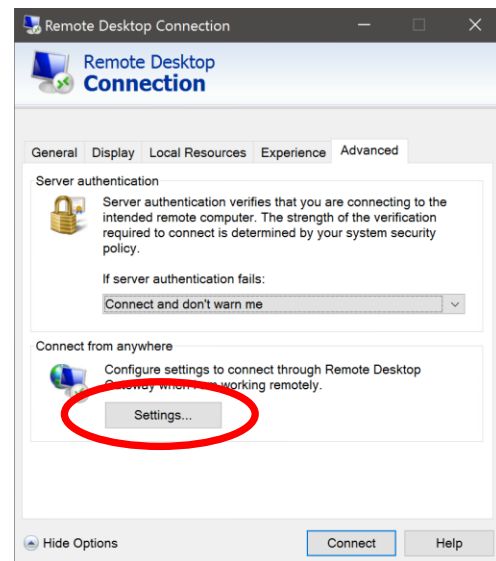 Remote Desktop Connection
Remote Desktop
Connection
General Display Local Resources Experience Advanced
Server authentication
Server authentication verifies that you are connecting to the
intended remote computer. The strength of the verification
required to connect is determined by your system security
policy.
If server authentication fails:
Connect and don't warn me
Connect from anywhere
Configure settings to connect through Remote Desktop
Gateway when I am working remotely.
Settings...
Hide Options Connect Help